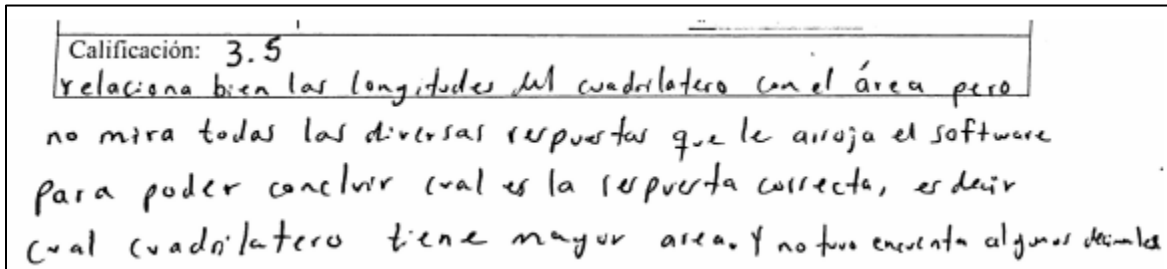 Calificación: 3.5
relaciona bien las longitudes del cuadrilatero con el área pero
no mira todas las diversas respuestas que le arroja el software
para poder concluir cual es la respuesta correcta, es decir
cual cuadrilatero tiene mayor area. Y no tuvo encuenta algunos decimales